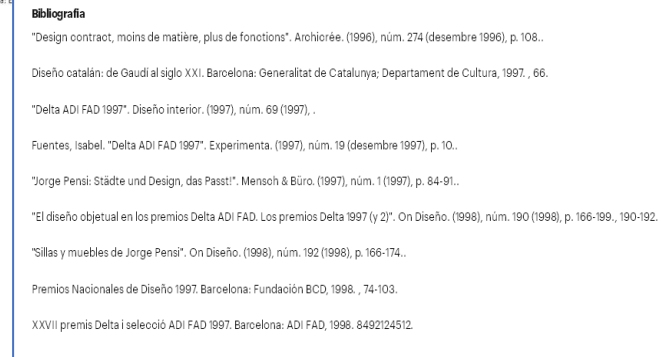 Bibliografia
"Design contract, moins de matière, plus de fonctions". Archicrée. (1996), núm. 274 (desembre 1996), p. 108..
Diseño catalán: de Gaudí al siglo XXI. Barcelona: Generalitat de Catalunya; Departament de Cultura, 1997. , 66.
"Delta ADI FAD 1997". Diseño interior. (1997), núm. 69 (1997), .
Fuentes, Isabel. "Delta ADI FAD 1997". Experimenta. (1997), núm. 19 (desembre 1997), p. 10..
"Jorge Pensi: Städte und Design, das Passt!". Mensch & Büro. (1997), núm. 1 (1997), p. 84-91..
"El diseño objetual en los premios Delta ADI FAD. Los premios Delta 1997 (y 2)". On Diseño. (1998), núm. 190 (1998), p. 166-199., 190-192.
"Sillas y muebles de Jorge Pensi". On Diseño. (1998), núm. 192 (1998), p. 166-174..
Premios Nacionales de Diseño 1997. Barcelona: Fundación BCD, 1998. , 74-103.
XXVII premis Delta i selecció ADI FAD 1997. Barcelona: ADI FAD, 1998. 8492124512.